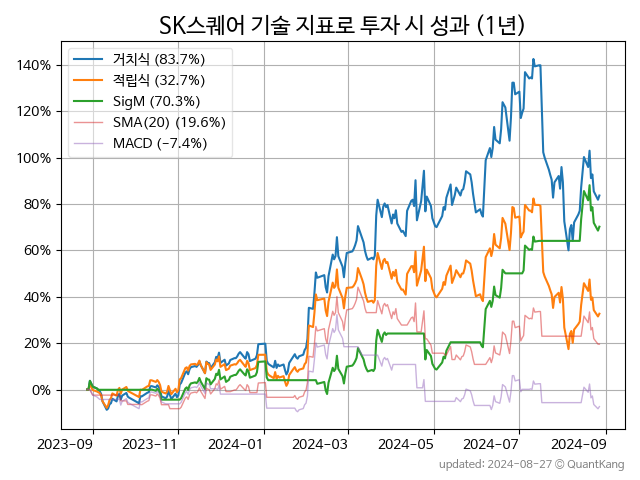 SK스퀘어 기술 지표로 투자 시 성과 (1년)
거치식 (83.7%)
적립식 (32.7%)
SigM (70.3%)
SMA(20) (19.6%)
MACD (−7.4%)
140%
120%
100%
80%
60%
40%
20%
0%
2023-09 2023-11 2024-01 2024-03 2024-05 2024-07 2024-09
updated: 2024-08-27 © QuantKang